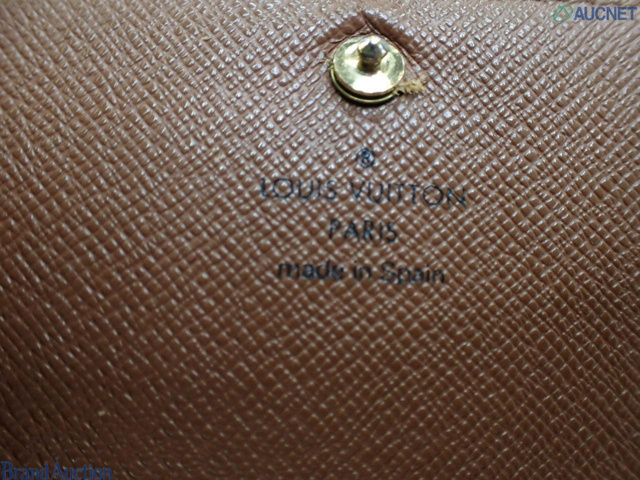 AUCNET
®
LOUIS VUITTON
PARIS
made in Spain
Brand Auction